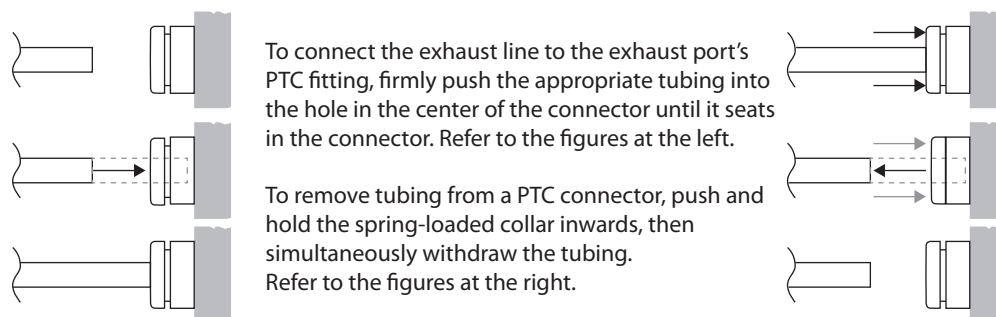 To connect the exhaust line to the exhaust port's
PTC fitting, firmly push the appropriate tubing into
the hole in the center of the connector until it seats
in the connector. Refer to the figures at the left.
To remove tubing from a PTC connector, push and
hold the spring-loaded collar inwards, then
simultaneously withdraw the tubing.
Refer to the figures at the right.